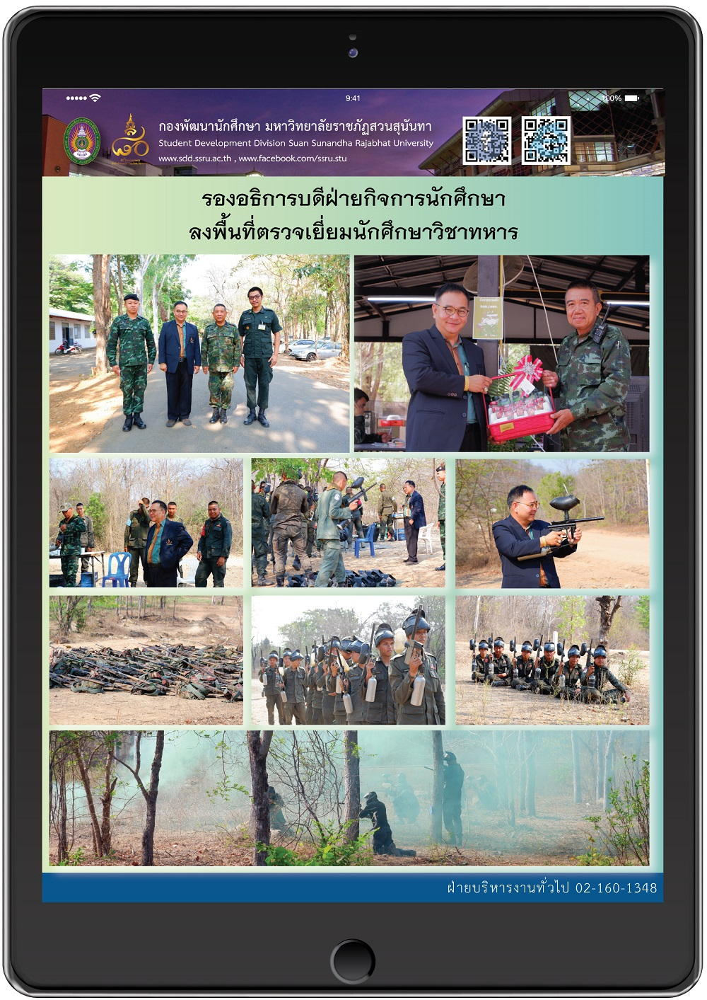 9:41
100%
กองพัฒนานักศึกษา มหาวิทยาลัยราชภัฏสวนสุนันทา
Student Development Division Suan Sunandha Rajabhat University
www.sdd.ssru.ac.th , www.facebook.com/ssru.stu
รองอธิการบดีฝ่ายกิจการนักศึกษา
ลงพื้นที่ตรวจเยี่ยมนักศึกษาวิชาทหาร
ฝ่ายบริหารงานทั่วไป 02-160-1348